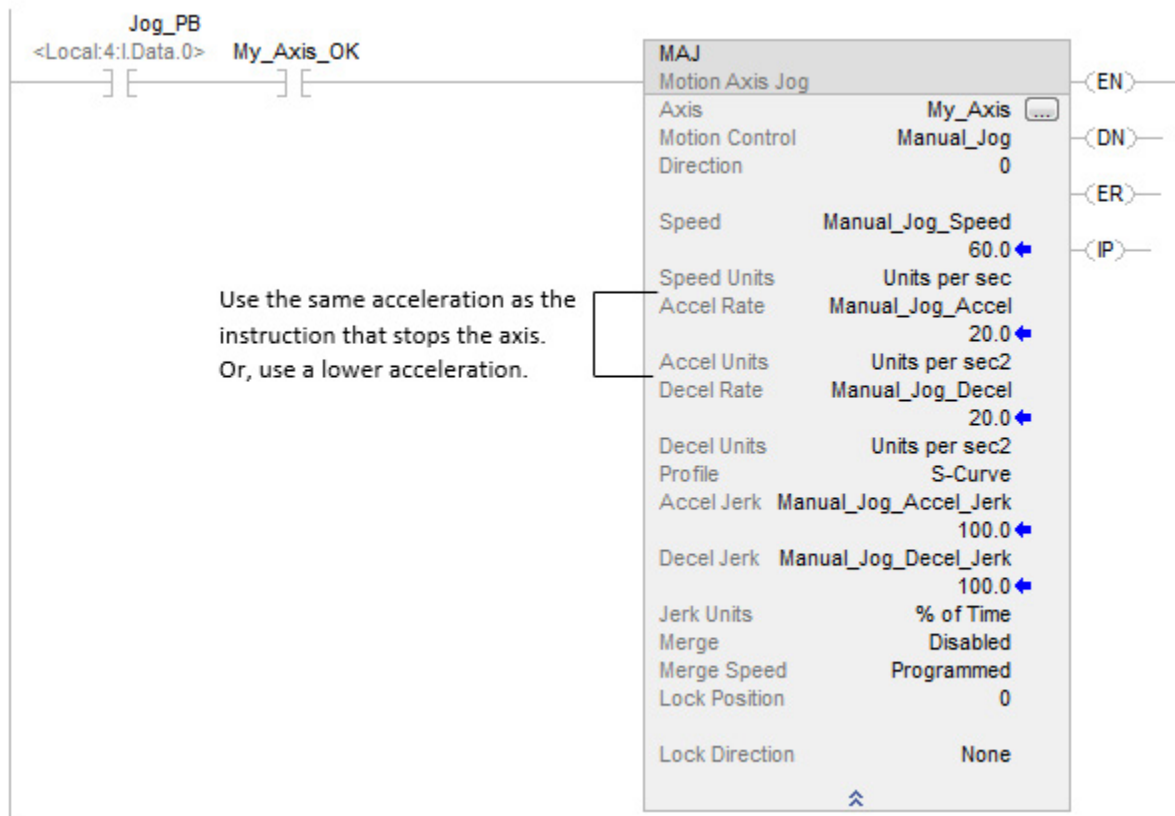 Jog_PB
<Local:4:I.Data.0> My_Axis_OK
MAJ
Motion Axis Jog
(EN)
Axis My_Axis ...
Motion Control Manual_Jog
(DN)
Direction 0
(ER)
Speed Manual_Jog_Speed
60.0
(IP)
Speed Units Units per sec
Use the same acceleration as the
instruction that stops the axis.
Or, use a lower acceleration.
Accel Rate Manual_Jog_Accel
20.0
Accel Units Units per sec2
Decel Rate Manual_Jog_Decel
20.0
Decel Units Units per sec2
Profile S-Curve
Accel Jerk Manual_Jog_Accel_Jerk
100.0
Decel Jerk Manual_Jog_Decel_Jerk
100.0
Jerk Units % of Time
Merge Disabled
Merge Speed Programmed
Lock Position 0
Lock Direction None